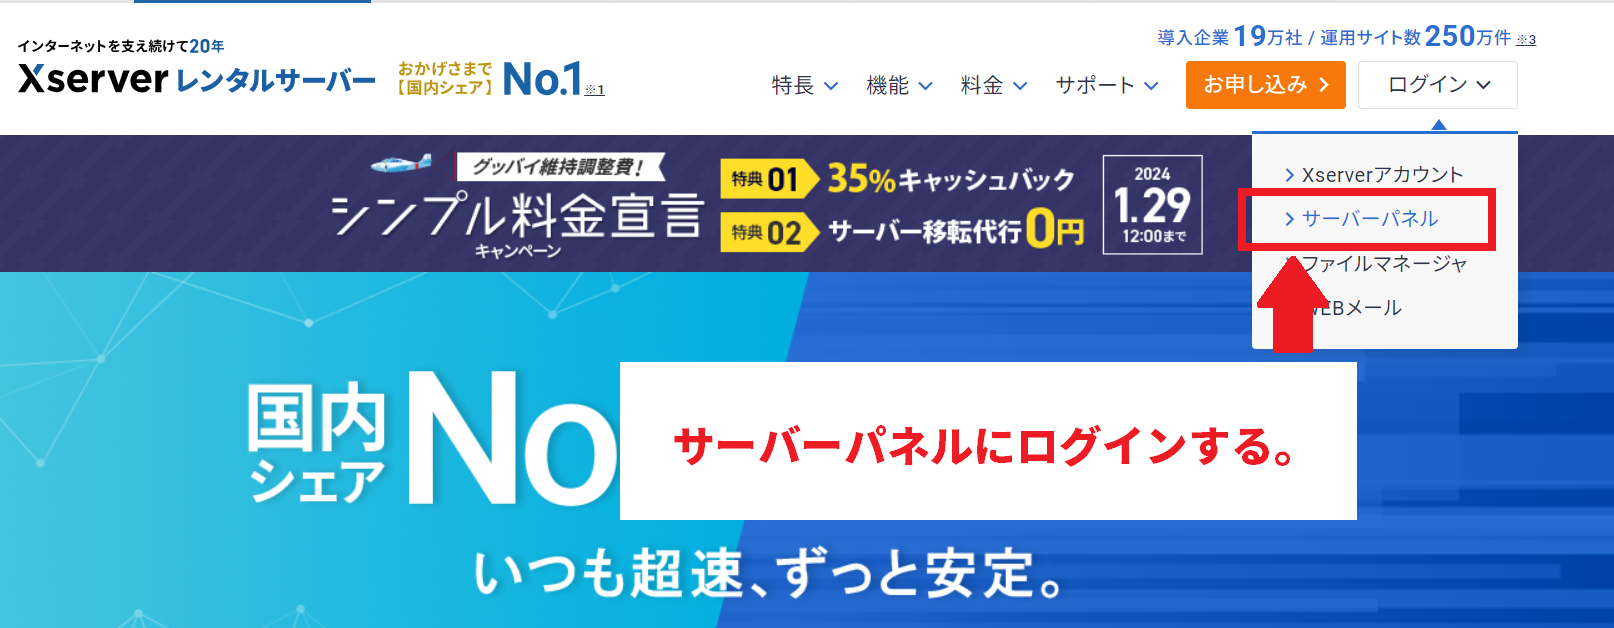 インターネットを支え続けて20年
Xserver レンタルサーバー
おかげさまで
【国内シェア】
No.1 ※1
導入企業 19万社 / 運用サイト数 250万件 ※3
特長 機能 料金 サポート お申し込み ログイン
グッバイ維持調整費!
シンプル料金宣言
キャンペーン
特典 01 35%キャッシュバック
特典 02 サーバー移転代行0円
2024
1.29
12:00まで
Xserverアカウント
サーバーパネル
ファイルマネージャ
WEBメール
国内
シェア
No
サーバーパネルにログインする。
いつも超速、ずっと安定。